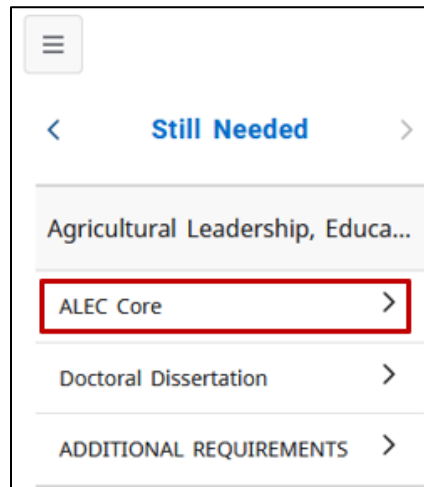 Still Needed
Agricultural Leadership, Educa...
ALEC Core
Doctoral Dissertation
ADDITIONAL REQUIREMENTS